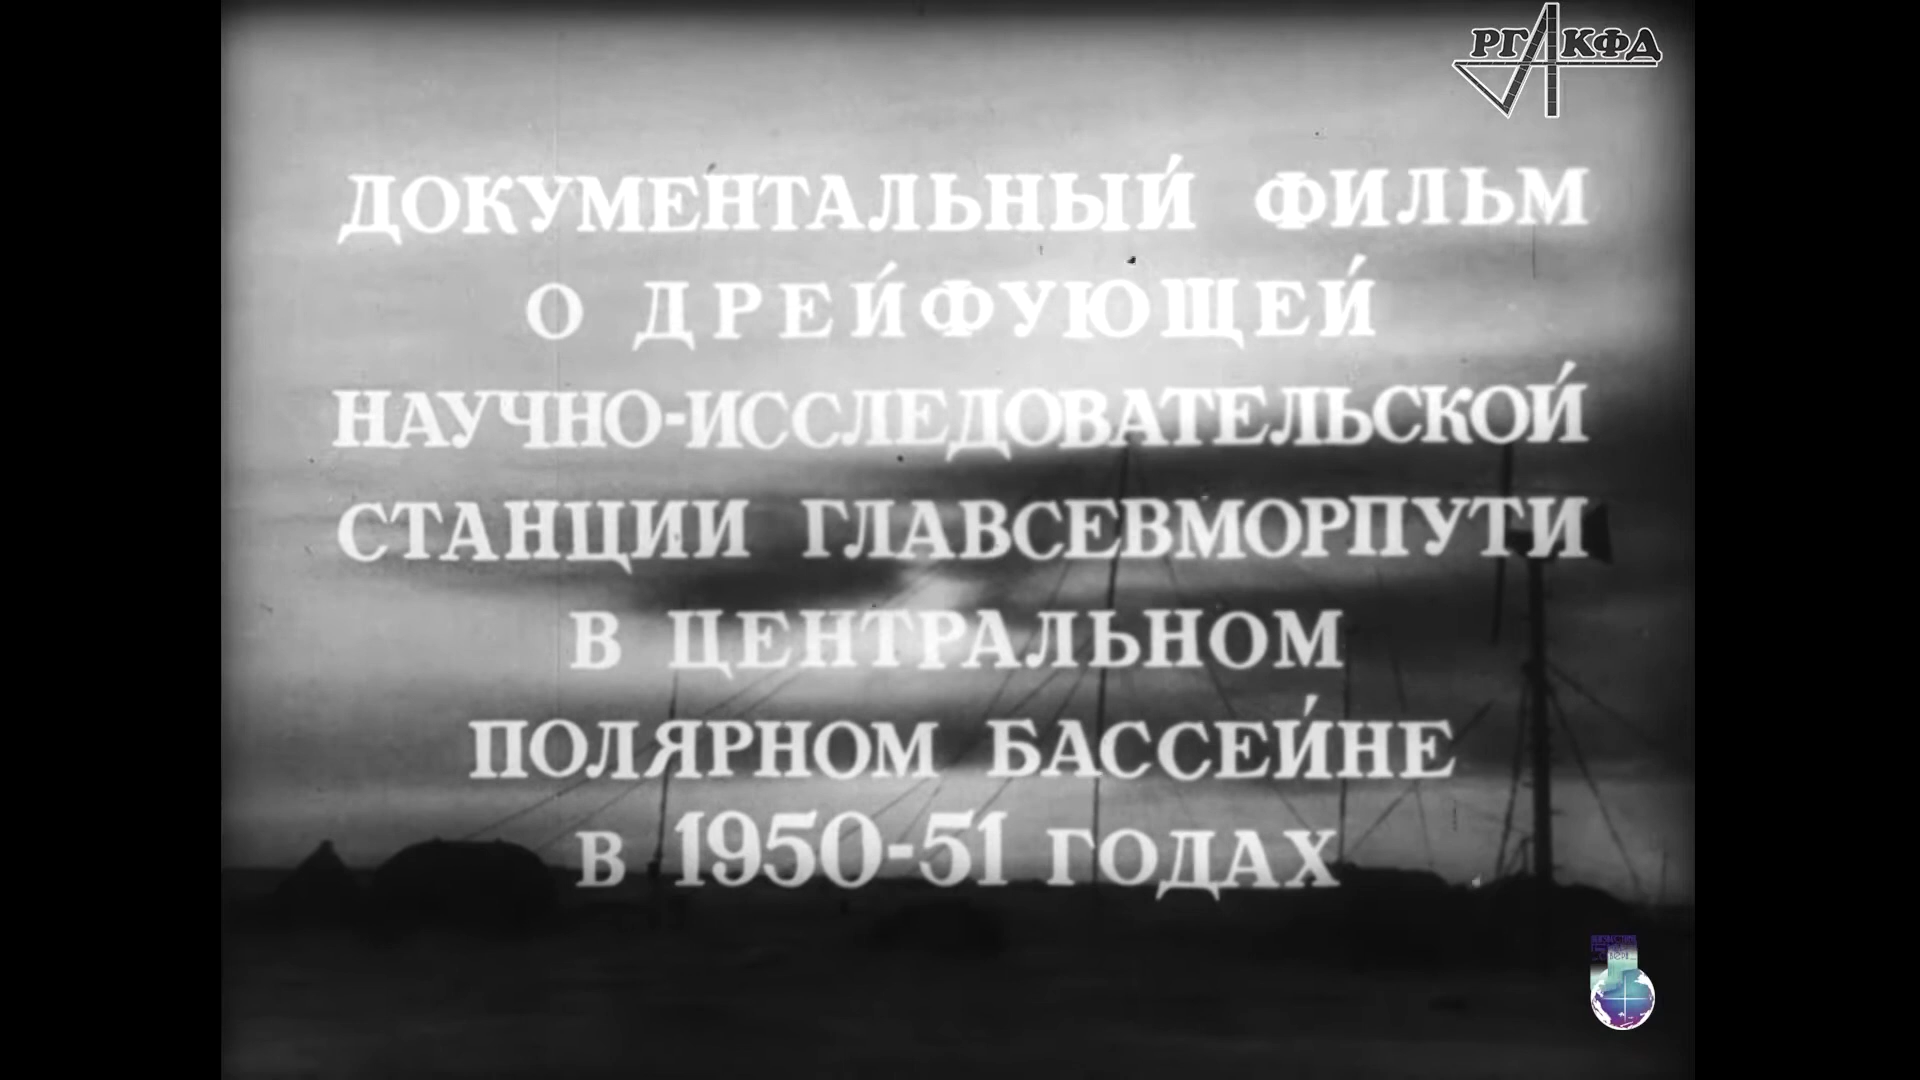 РГАКФД
ДОКУМЕНТАЛЬНЫЙ ФИЛЬМ
О ДРЕЙФУЮЩЕЙ
НАУЧНО-ИССЛЕДОВАТЕЛЬСКОЙ
СТАНЦИИ ГЛАВСЕВМОРПУТИ
В ЦЕНТРАЛЬНОМ
ПОЛЯРНОМ БАССЕЙНЕ
В 1950-51 ГОДАХ